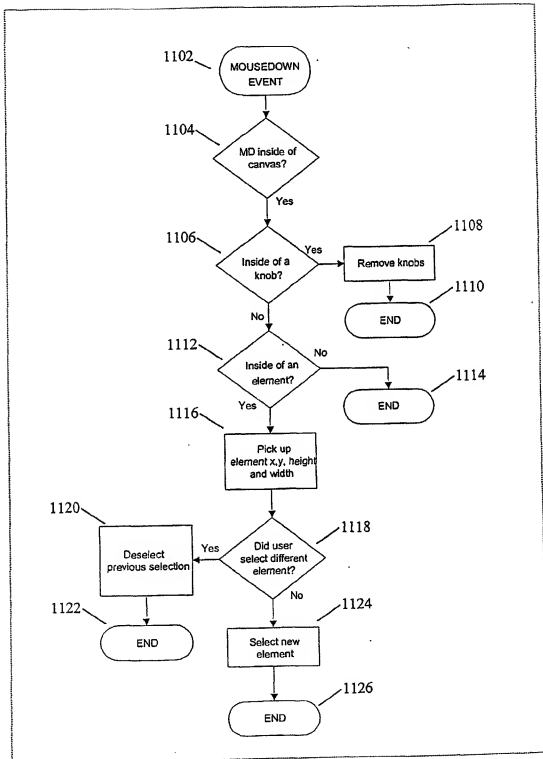 1102
MOUSEDOWN
EVENT
1104
MD inside of
canvas?
Yes
1106
Inside of a
knob?
Yes
1108
Remove knobs
1110
END
No
1112
Inside of an
element?
No
1114
END
Yes
1116
Pick up
element x,y, height
and width
1118
Did user
select different
element?
Yes
1120
Deselect
previous selection
1122
END
No
1124
Select new
element
1126
END